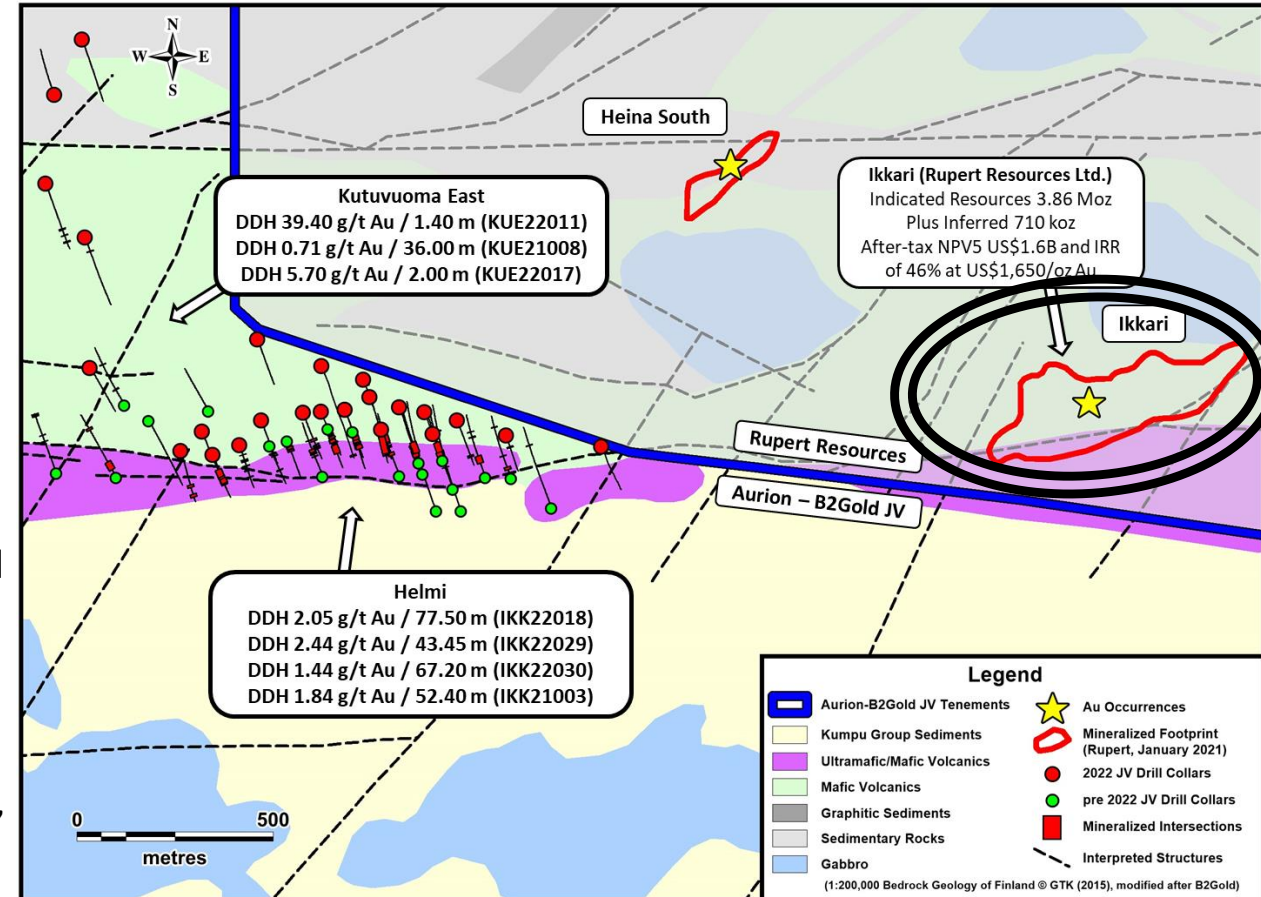 N
W E
S
Heina South
Kutuvuoma East
DDH 39.40 g/t Au / 1.40 m (KUE22011)
DDH 0.71 g/t Au / 36.00 m (KUE21008)
DDH 5.70 g/t Au / 2.00 m (KUE22017)
Ikkari (Rupert Resources Ltd.)
Indicated Resources 3.86 Moz
Plus Inferred 710 koz
After-tax NPV5 US$1.6B and IRR
of 46% at US$1,650/oz Au
Ikkari
Rupert Resources
Aurion – B2Gold JV
Helmi
DDH 2.05 g/t Au / 77.50 m (IKK22018)
DDH 2.44 g/t Au / 43.45 m (IKK22029)
DDH 1.44 g/t Au / 67.20 m (IKK22030)
DDH 1.84 g/t Au / 52.40 m (IKK21003)
0 500
metres
Legend
Aurion-B2Gold JV Tenements
Kumpu Group Sediments
Ultramafic/Mafic Volcanics
Mafic Volcanics
Graphitic Sediments
Sedimentary Rocks
Gabbro
Au Occurrences
Mineralized Footprint
(Rupert, January 2021)
2022 JV Drill Collars
pre 2022 JV Drill Collars
Mineralized Intersections
Interpreted Structures
(1:200,000 Bedrock Geology of Finland © GTK (2015), modified after B2Gold)